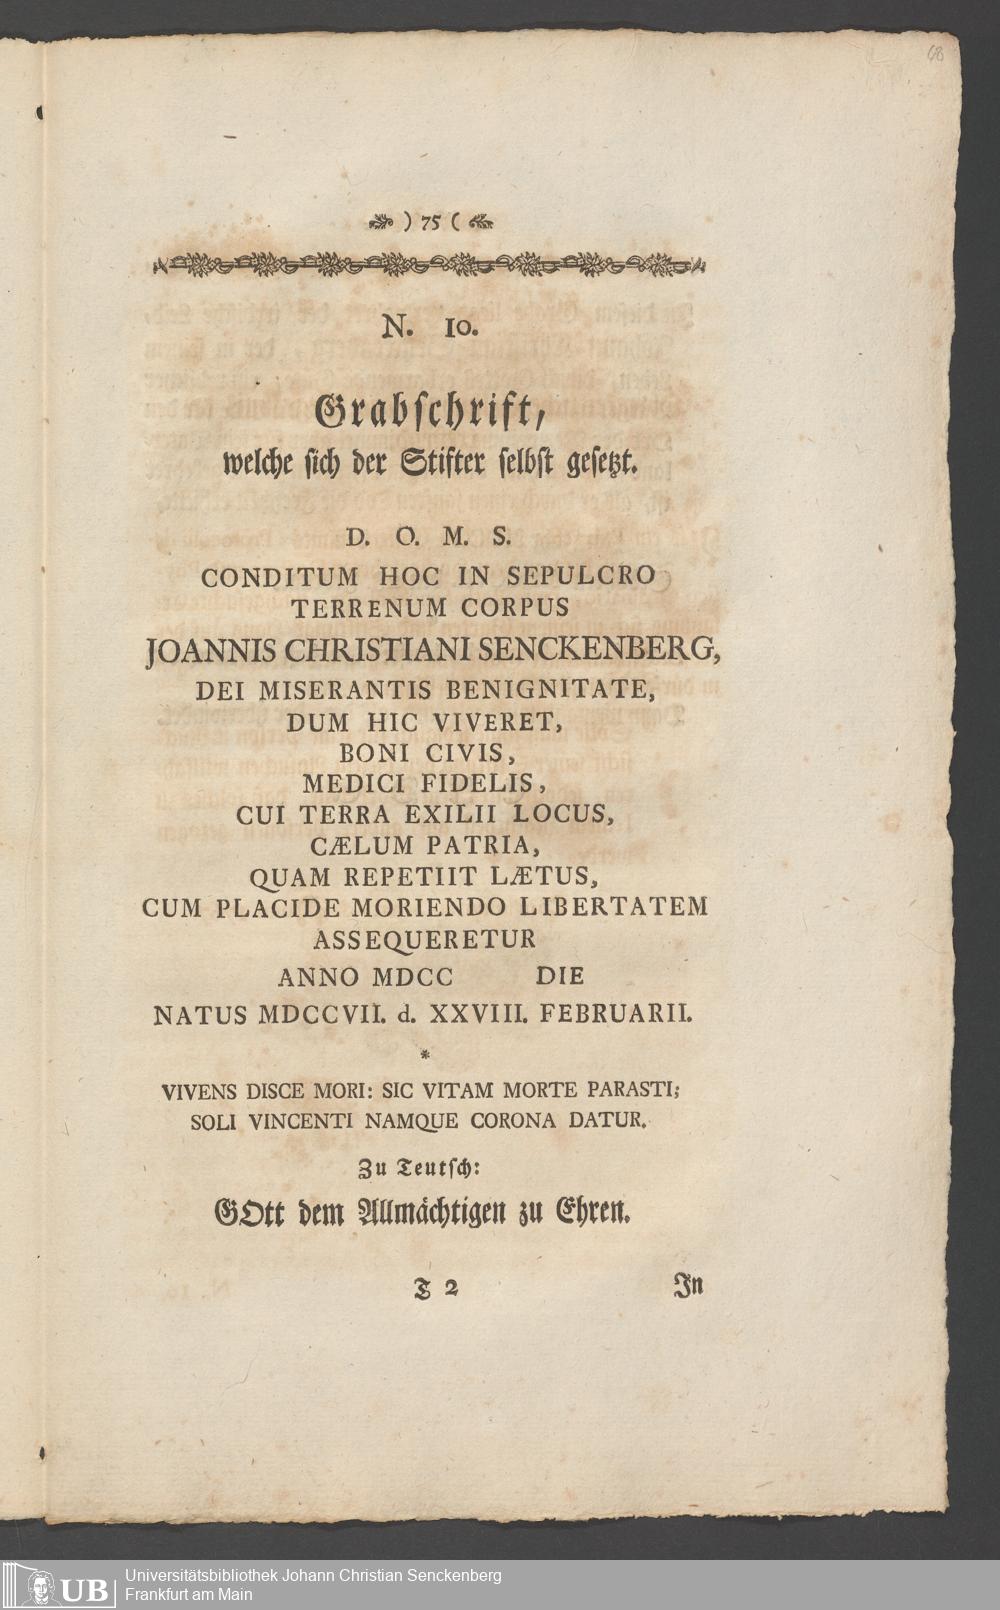 68
) 75 (
N. 10.
Grabschrift,
welche sich der Stifter selbst gesetzt.
D. O. M. S.
CONDITUM HOC IN SEPULCRO
TERRENUM CORPUS
JOANNIS CHRISTIANI SENCKENBERG,
DEI MISERANTIS BENIGNITATE,
DUM HIC VIVERET,
BONI CIVIS,
MEDICI FIDELIS,
CUI TERRA EXILII LOCUS,
CÆLUM PATRIA,
QUAM REPETIIT LÆTUS,
CUM PLACIDE MORIENDO LIBERTATEM
ASSEQUERETUR
ANNO MDCC DIE
NATUS MDCCVII. d. XXVIII. FEBRUARII.
*
VIVENS DISCE MORI: SIC VITAM MORTE PARASTI;
SOLI VINCENTI NAMQUE CORONA DATUR.
Zu Teutsch:
GOtt dem Allmächtigen zu Ehren.
T 2 In
UB Universitätsbibliothek Johann Christian Senckenberg
Frankfurt am Main